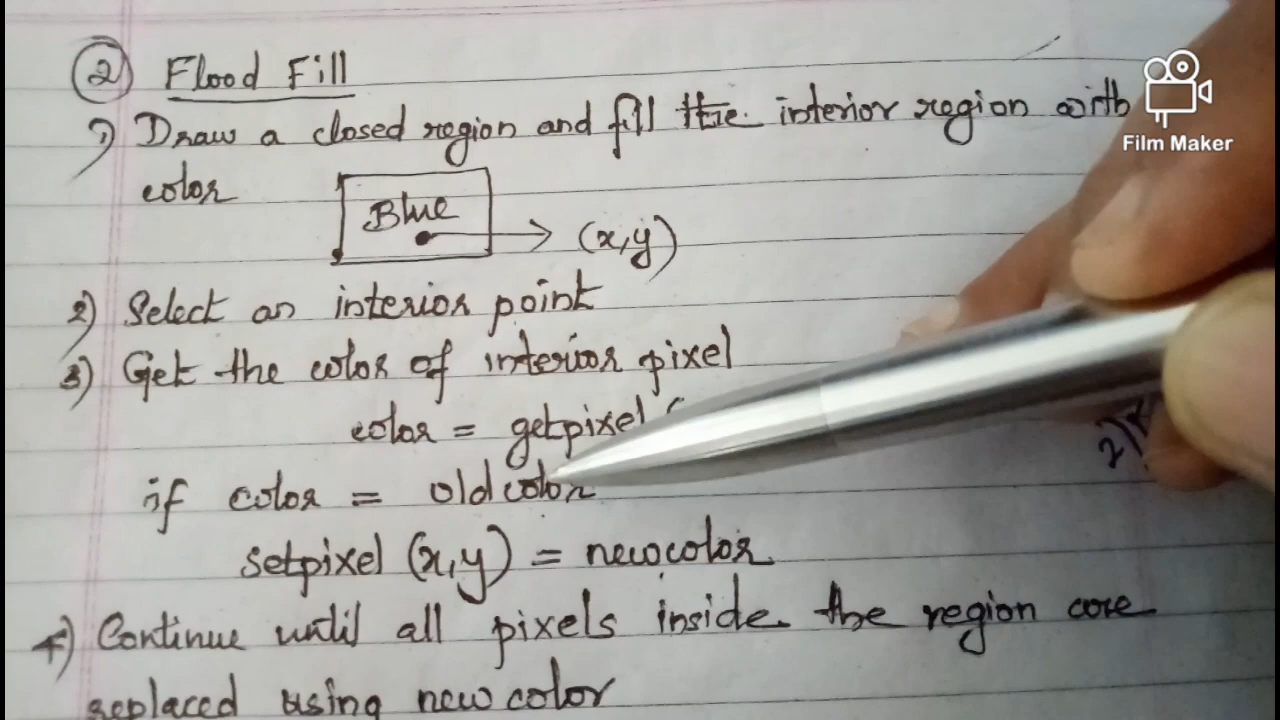 ② Flood Fill
1) Draw a closed region and fill the interior region with
color
Blue
(x,y)
2) Select an interior point
3) Get the color of interior pixel
color = getpixel (
if color = old color
setpixel (x,y) = newcolor
4) Continue until all pixels inside the region are
replaced using new color
Film Maker